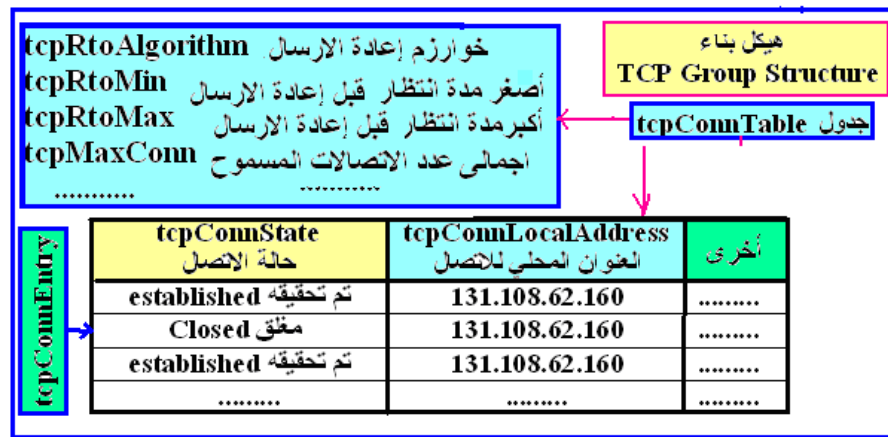 هيكل بناء
TCP Group Structure
جدول tcpConnTable
خوارزم إعادة الارسال tcpRtoAlgorithm
أصغر مدة انتظار قبل إعادة الارسال tcpRtoMin
أكبرمدة انتظار قبل إعادة الارسال tcpRtoMax
اجمالى عدد الاتصالات المسموح tcpMaxConn
........... ...........
tcpConnEntry
tcpConnState tcpConnLocalAddress أخرى
حالة الاتصل العنوان المحلي للاتصل
تم تحقيقه established 131.108.62.160 .........
مغلق Closed 131.108.62.160 .........
تم تحقيقه established 131.108.62.160 .........
......... ......... .........